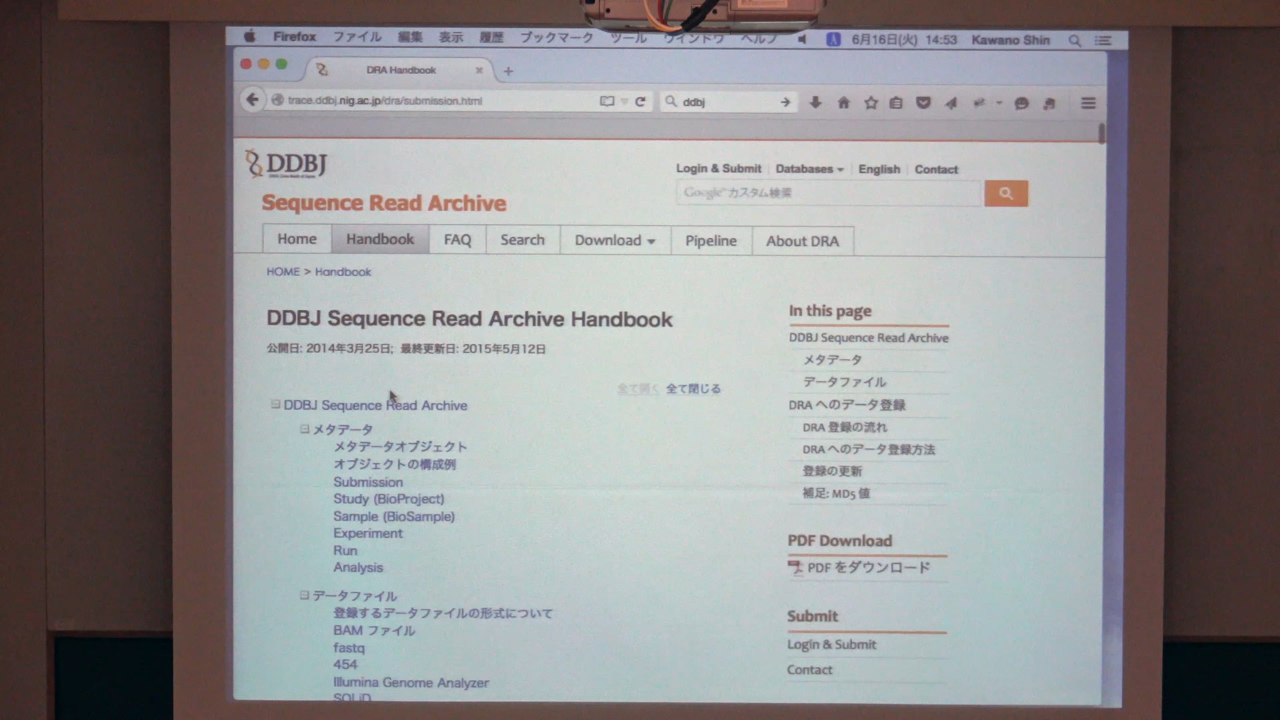 Firefox ファイル 編集 表示 履歴 ブックマーク ツール ウインドウ ヘルプ 6月16日(火) 14:53 Kawano Shin
DRA Handbook
trace.ddbj.nig.ac.jp/dra/submission.html ddbj
DDBJ
Login & Submit Databases English Contact
Google カスタム検索
Sequence Read Archive
Home Handbook FAQ Search Download Pipeline About DRA
HOME > Handbook
DDBJ Sequence Read Archive Handbook
公開日: 2014年3月25日; 最終更新日: 2015年5月12日
全て開く 全て閉じる
DDBJ Sequence Read Archive
メタデータ
メタデータオブジェクト
オブジェクトの構成例
Submission
Study (BioProject)
Sample (BioSample)
Experiment
Run
Analysis
データファイル
登録するデータファイルの形式について
BAM ファイル
fastq
454
Illumina Genome Analyzer
SOLiD
In this page
DDBJ Sequence Read Archive
メタデータ
データファイル
DRA へのデータ登録
DRA 登録の流れ
DRA へのデータ登録方法
登録の更新
補足: MD5 値
PDF Download
PDF をダウンロード
Submit
Login & Submit
Contact